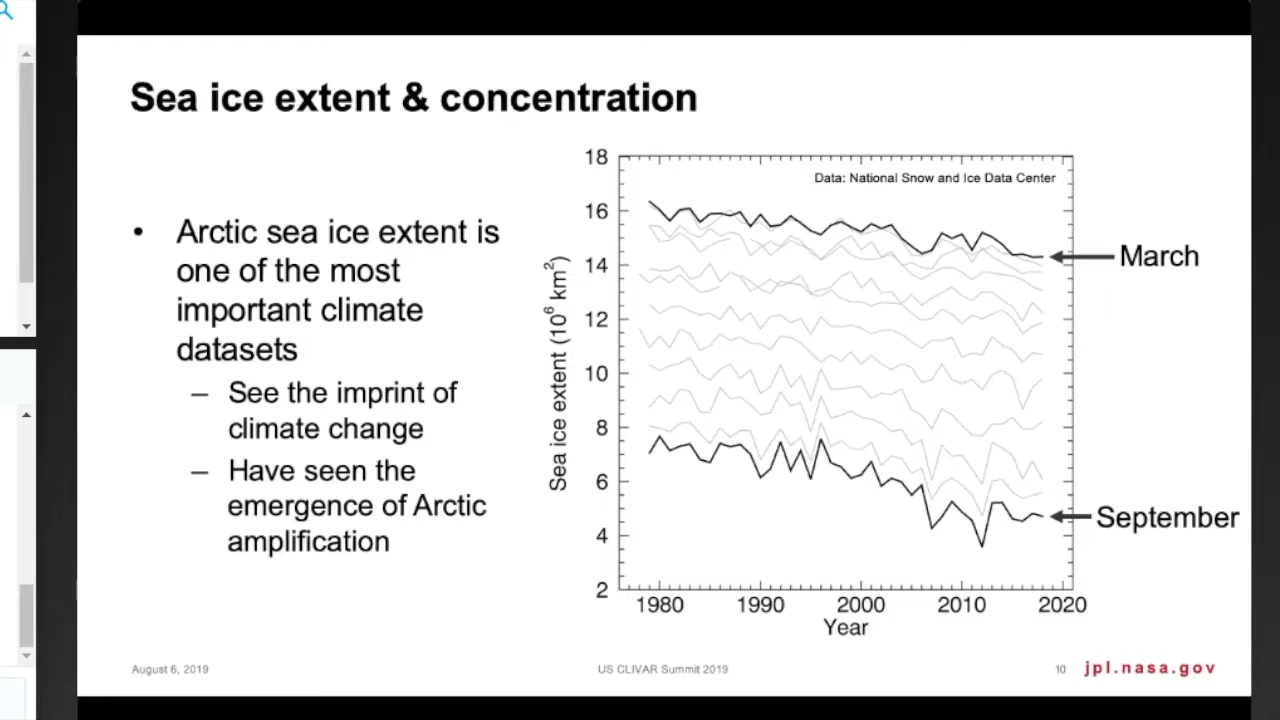 Sea ice extent & concentration
• Arctic sea ice extent is
one of the most
important climate
datasets
– See the imprint of
climate change
– Have seen the
emergence of Arctic
amplification
18
16
14
12
10
8
6
4
2
Sea ice extent (10⁶ km²)
Data: National Snow and Ice Data Center
March
September
1980 1990 2000 2010 2020
Year
August 6, 2019
US CLIVAR Summit 2019
10
jpl.nasa.gov